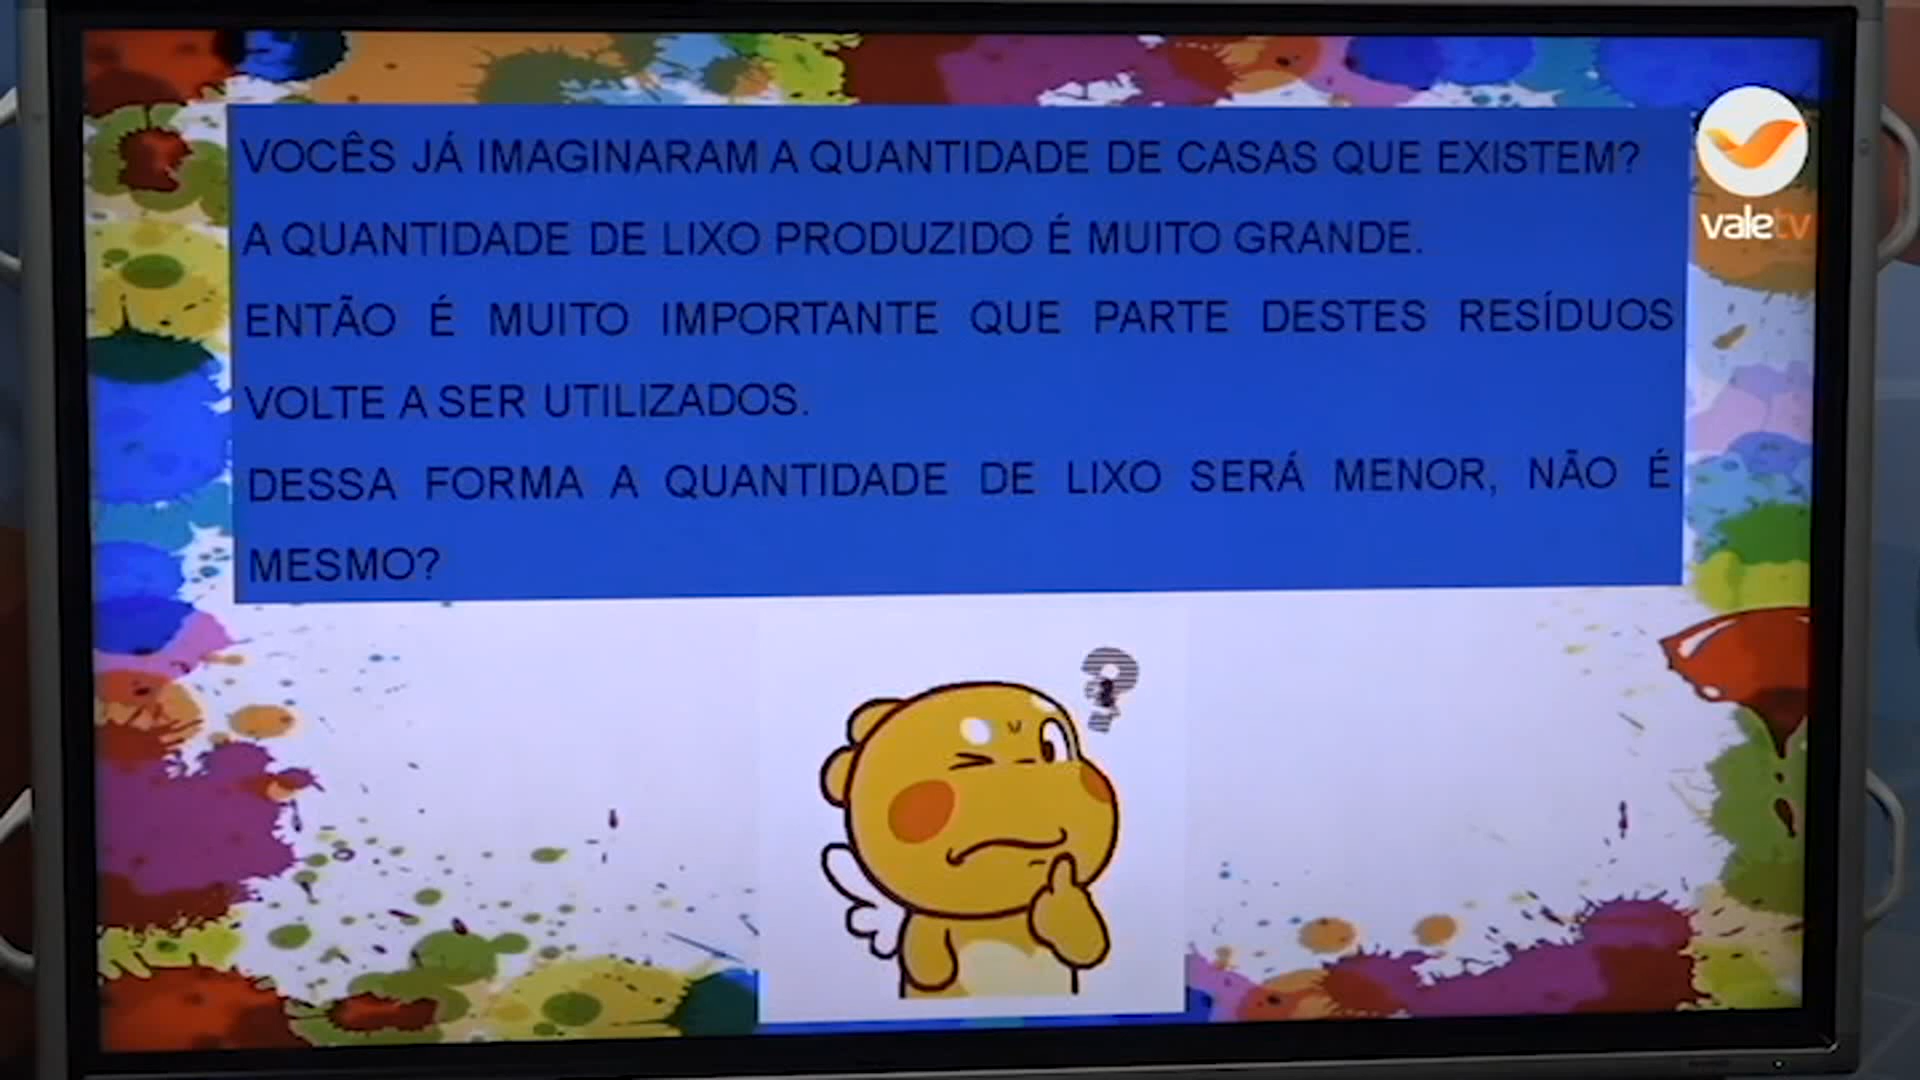 VOCÊS JÁ IMAGINARAM A QUANTIDADE DE CASAS QUE EXISTEM?
A QUANTIDADE DE LIXO PRODUZIDO É MUITO GRANDE.
ENTÃO É MUITO IMPORTANTE QUE PARTE DESTES RESÍDUOS
VOLTE A SER UTILIZADOS.
DESSA FORMA A QUANTIDADE DE LIXO SERÁ MENOR, NÃO É
MESMO?
valetv
?